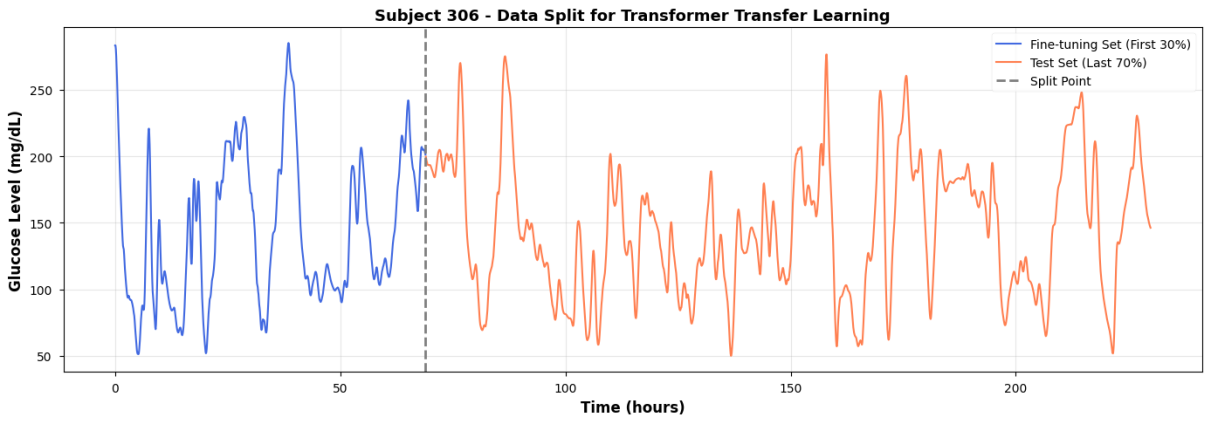 Subject 306 - Data Split for Transformer Transfer Learning
Glucose Level (mg/dL)
250
200
150
100
50
Fine-tuning Set (First 30%)
Test Set (Last 70%)
Split Point
0 50 100 150 200
Time (hours)